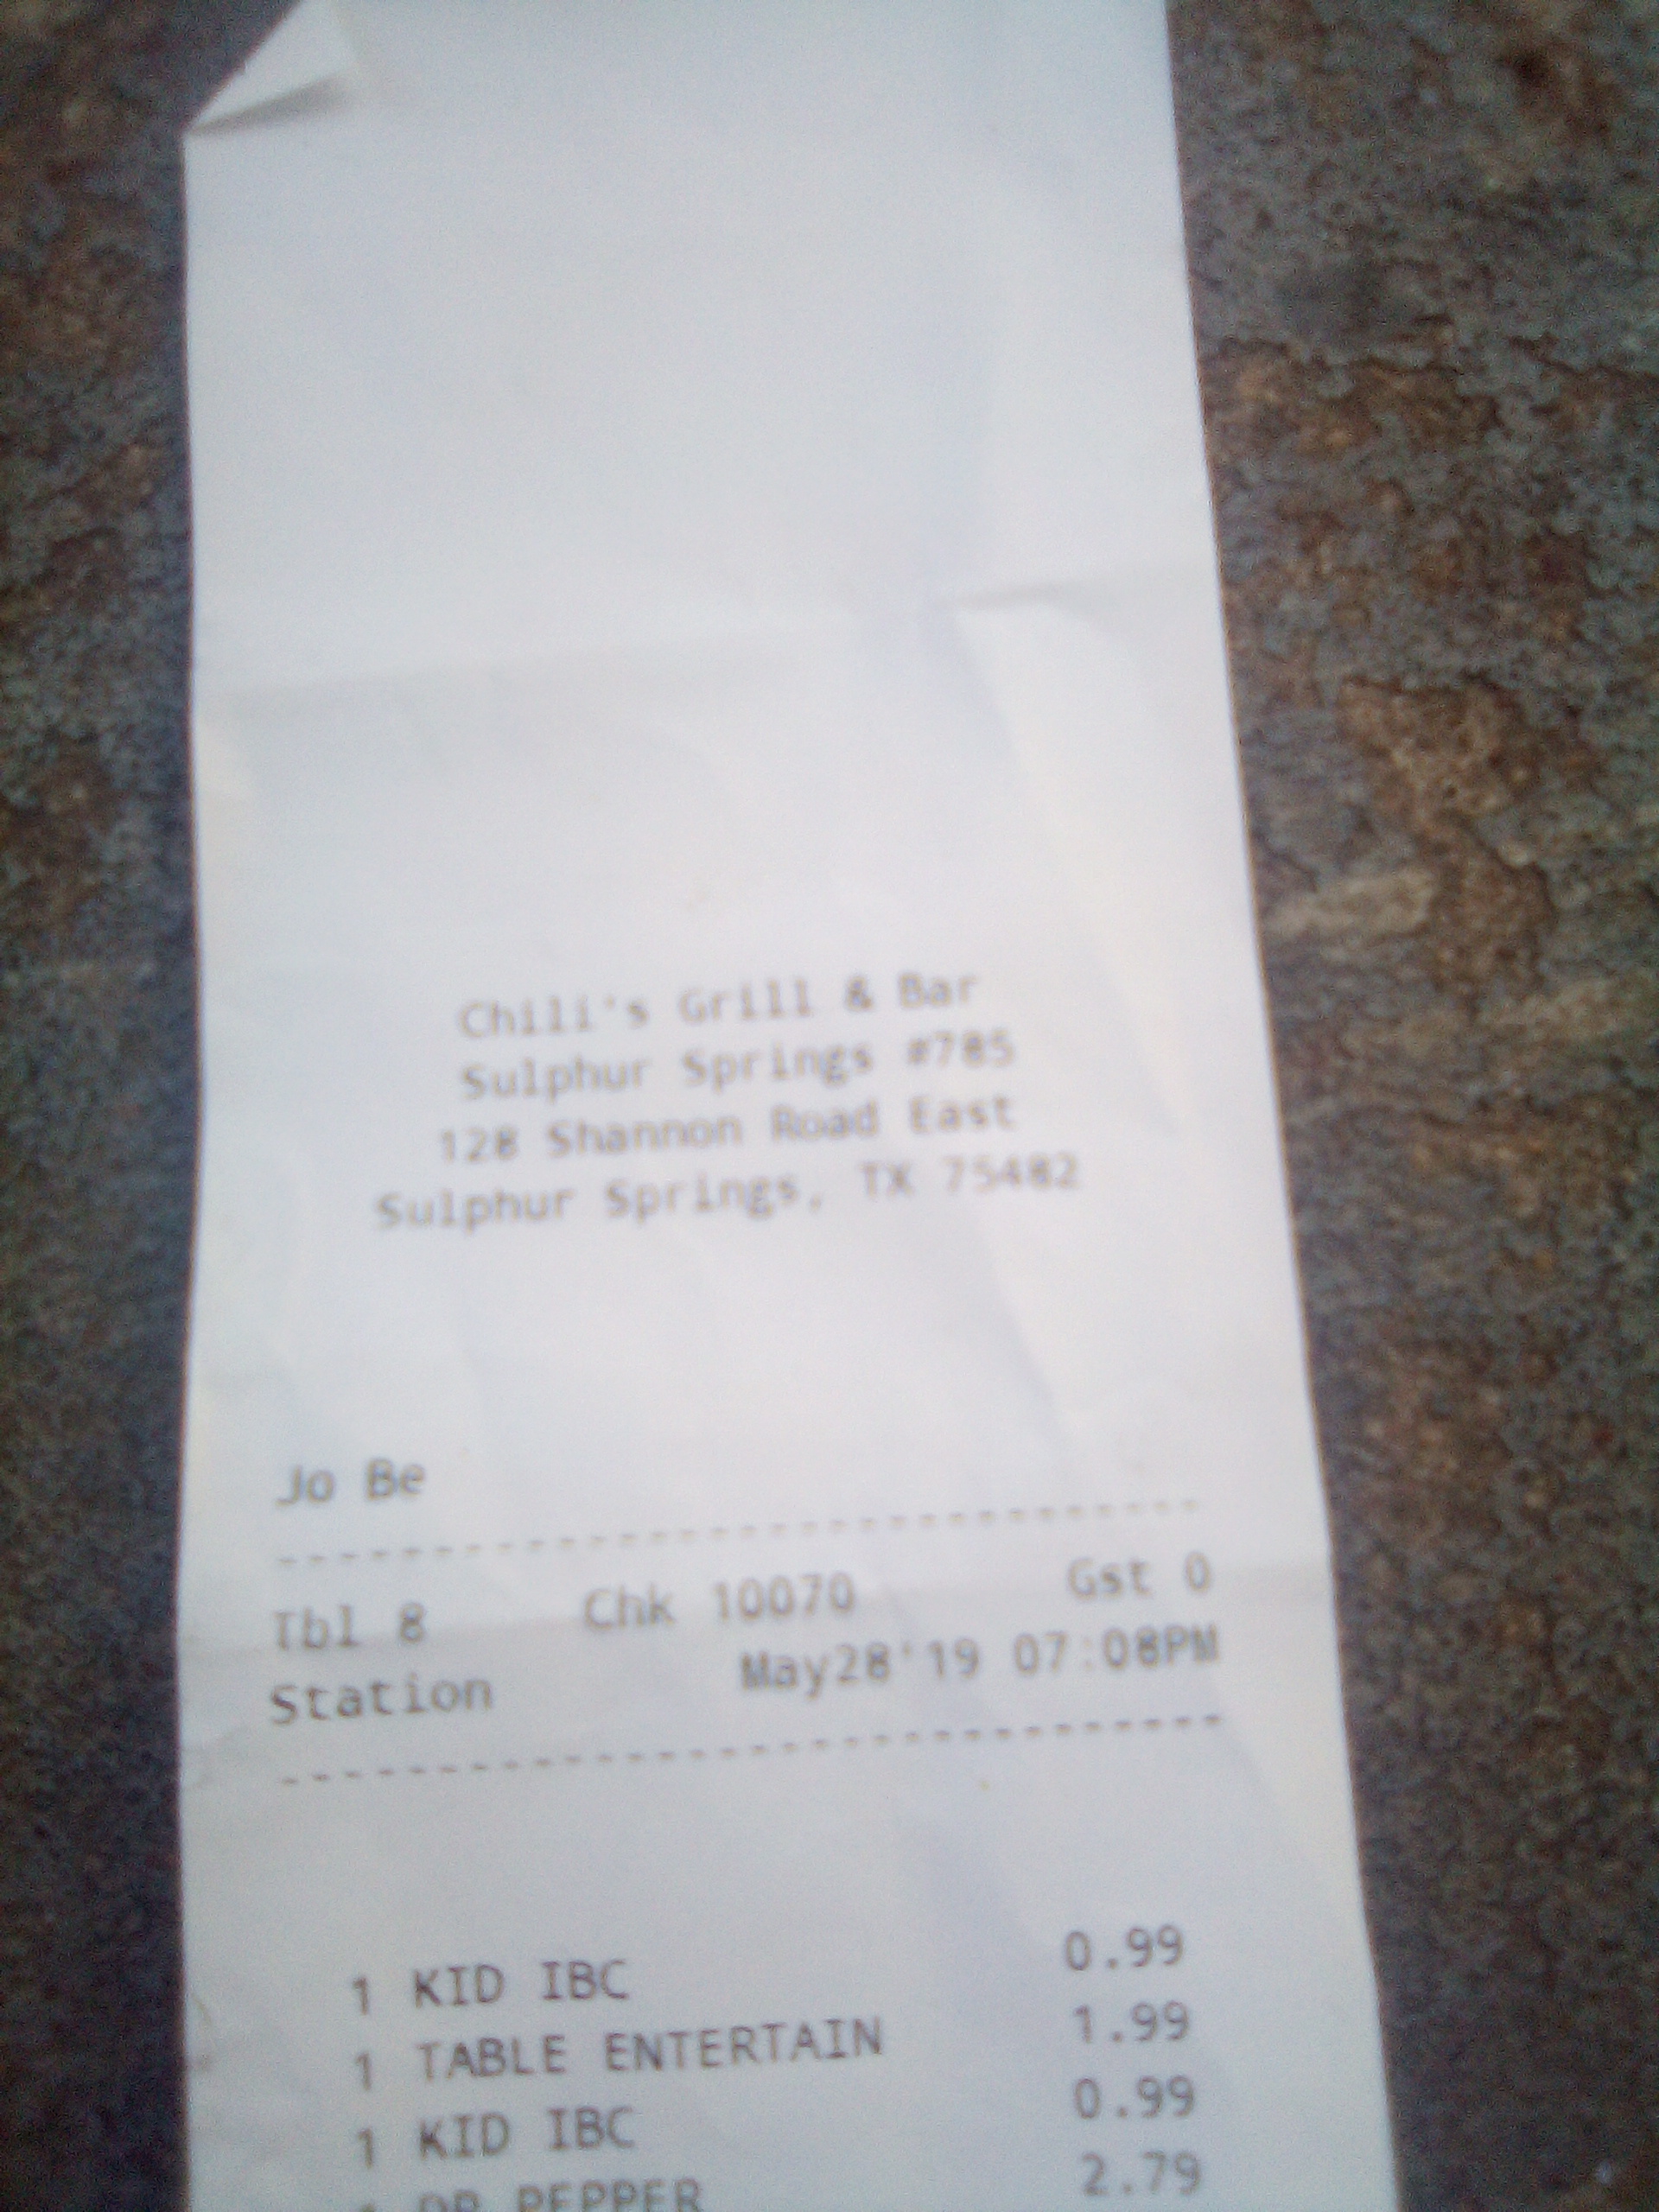 Chili's Grill & Bar
Sulphur Springs #785
128 Shannon Road East
Sulphur Springs, TX 75482
Jo Be
Tbl 8 Chk 10070 Gst 0
Station May28'19 07:08PM
1 KID IBC 0.99
1 TABLE ENTERTAIN 1.99
1 KID IBC 0.99
DR PEPPER 2.79